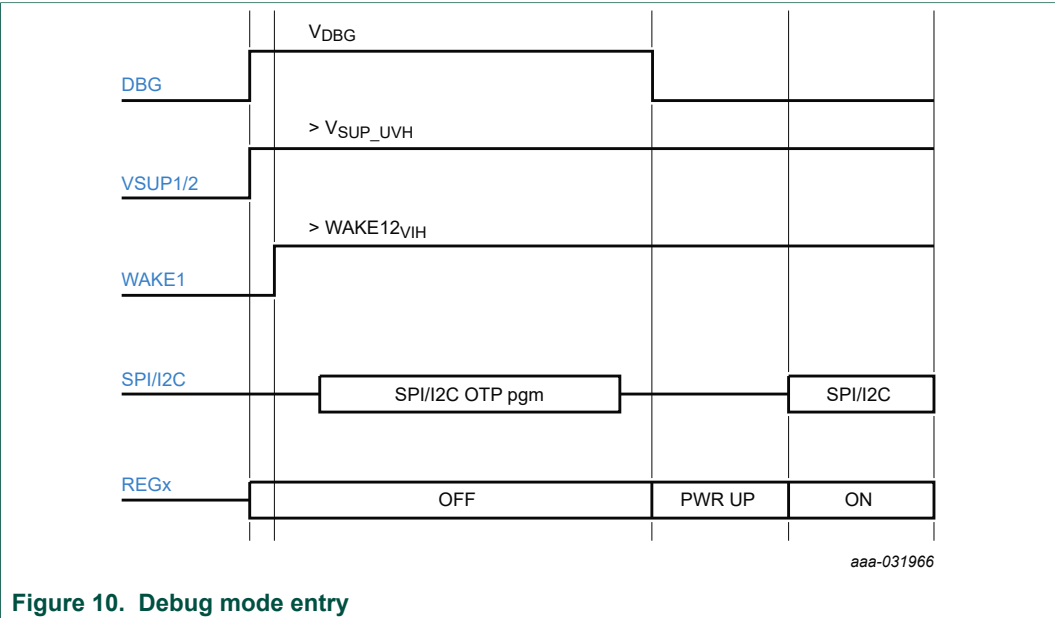 VDBG
DBG
> VSUP_UVH
VSUP1/2
> WAKE12VIH
WAKE1
SPI/I2C
SPI/I2C OTP pgm
SPI/I2C
REGx
OFF
PWR UP
ON
aaa-031966
Figure 10. Debug mode entry